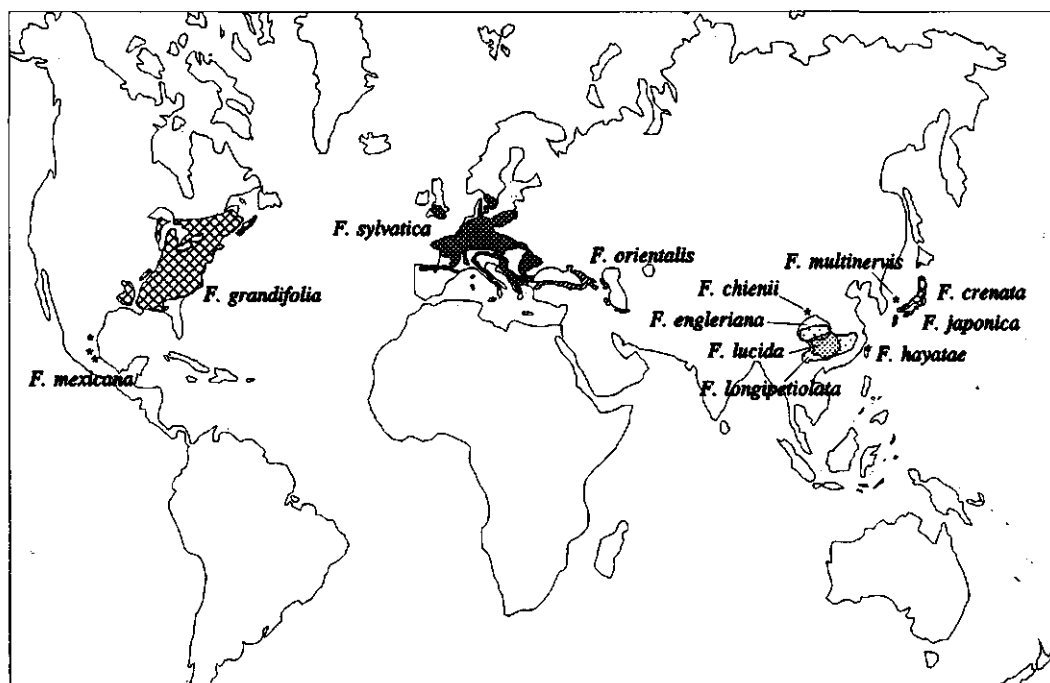 F. sylvatica
F. orientalis
F. multinervis
F. grandifolia
F. chienii
F. crenata
F. engleriana
F. japonica
F. lucida
F. hayatae
F. mexicana
F. longipetiolata